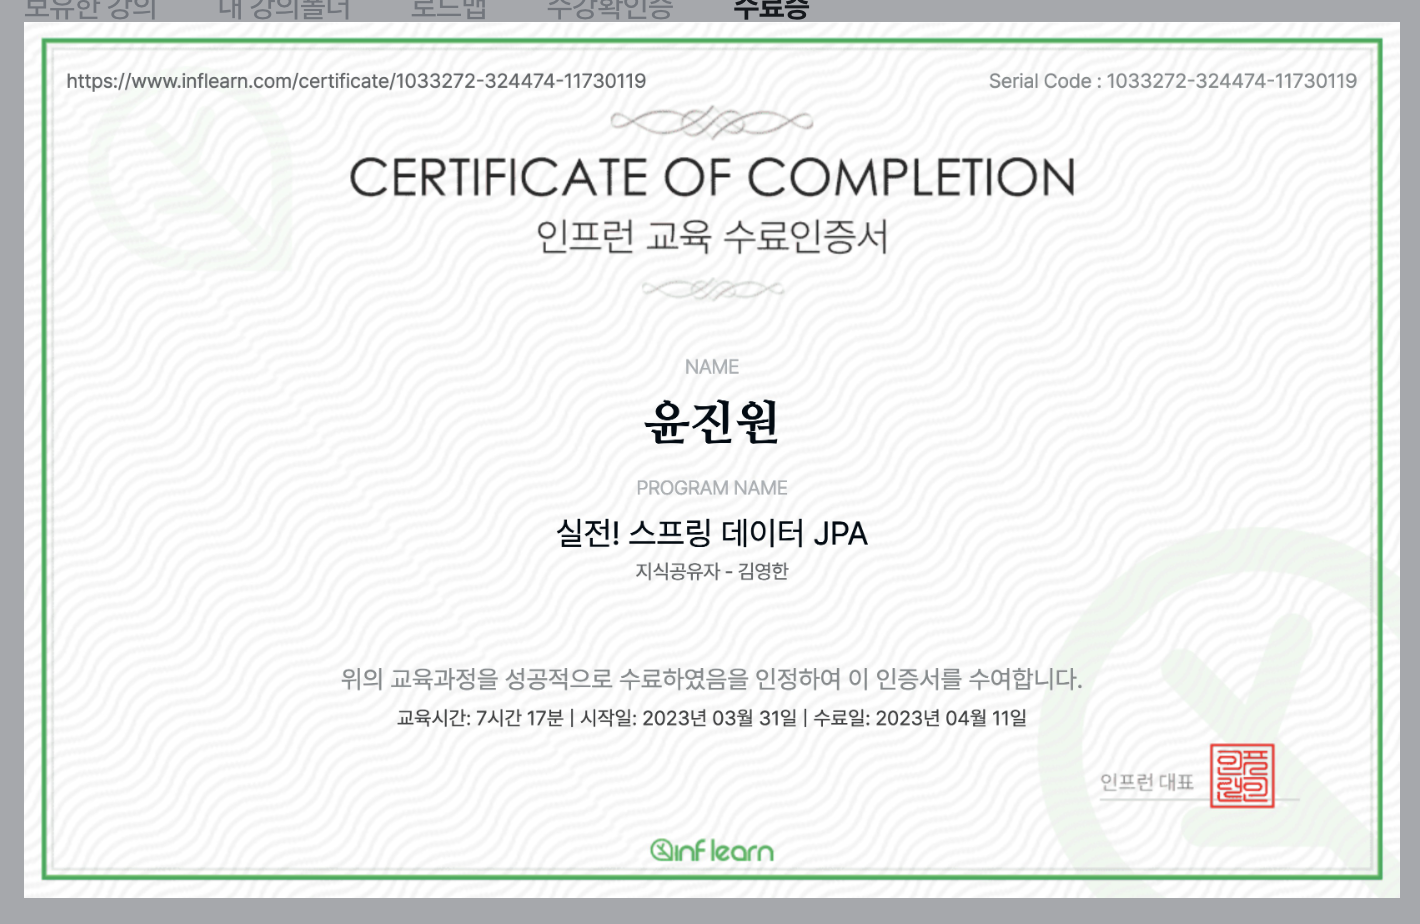 보유한 강의 내 강의폴더 로드맵 수강확인증 수료증
https://www.inflearn.com/certificate/1033272-324474-11730119
Serial Code : 1033272-324474-11730119
CERTIFICATE OF COMPLETION
인프런 교육 수료인증서
NAME
윤진원
PROGRAM NAME
실전! 스프링 데이터 JPA
지식공유자 - 김영한
위의 교육과정을 성공적으로 수료하였음을 인정하여 이 인증서를 수여합니다.
교육시간: 7시간 17분 | 시작일: 2023년 03월 31일 | 수료일: 2023년 04월 11일
인프런 대표
inflearn